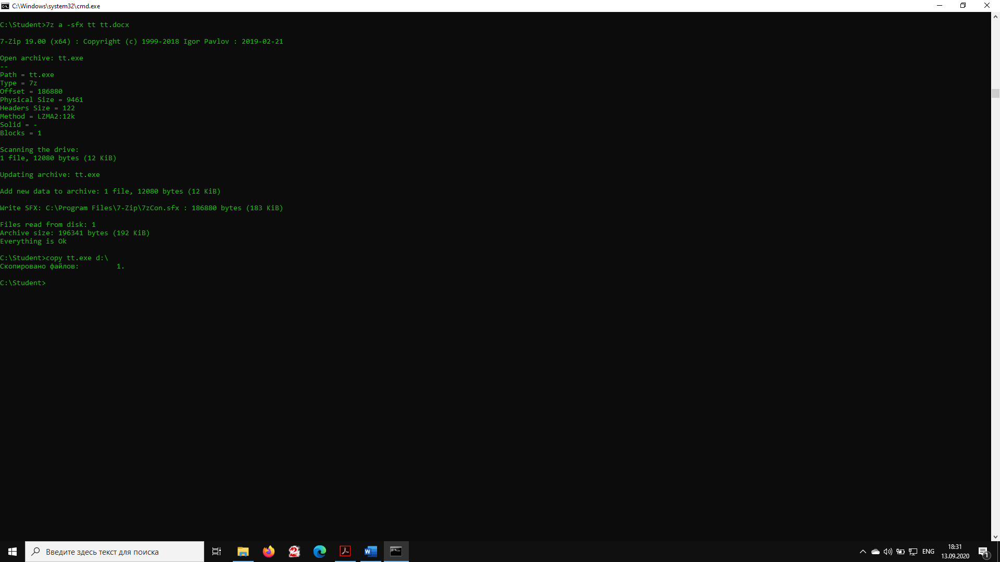 C:\Windows\system32\cmd.exe
C:\Student>7z a -sfx tt tt.docx
7-Zip 19.00 (x64) : Copyright (c) 1999-2018 Igor Pavlov : 2019-02-21
Open archive: tt.exe
--
Path = tt.exe
Type = 7z
Offset = 186880
Physical Size = 9461
Headers Size = 122
Method = LZMA2:12k
Solid = -
Blocks = 1
Scanning the drive:
1 file, 12080 bytes (12 KiB)
Updating archive: tt.exe
Add new data to archive: 1 file, 12080 bytes (12 KiB)
Write SFX: C:\Program Files\7-Zip\7zCon.sfx : 186880 bytes (183 KiB)
Files read from disk: 1
Archive size: 196341 bytes (192 KiB)
Everything is Ok
C:\Student>copy tt.exe d:\
Скопировано файлов:         1.
C:\Student>
Введите здесь текст для поиска
ENG
18:31
13.09.2020
1